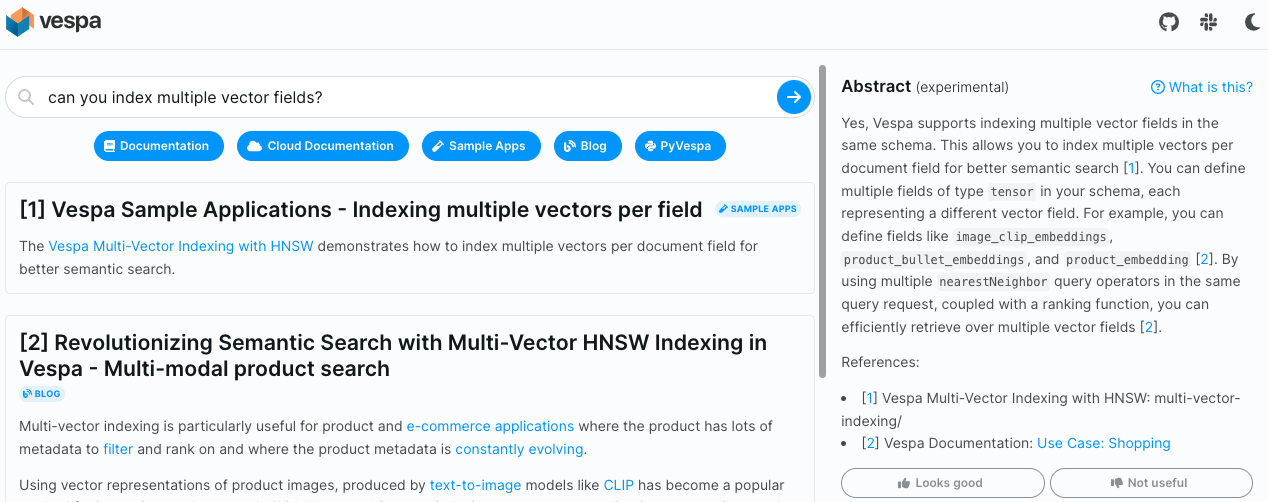 vespa
can you index multiple vector fields?
Documentation
Cloud Documentation
Sample Apps
Blog
PyVespa
[1] Vespa Sample Applications - Indexing multiple vectors per field
SAMPLE APPS
The Vespa Multi-Vector Indexing with HNSW demonstrates how to index multiple vectors per document field for
better semantic search.
[2] Revolutionizing Semantic Search with Multi-Vector HNSW Indexing in
Vespa - Multi-modal product search
BLOG
Multi-vector indexing is particularly useful for product and e-commerce applications where the product has lots of
metadata to filter and rank on and where the product metadata is constantly evolving.
Using vector representations of product images, produced by text-to-image models like CLIP has become a popular
Abstract (experimental)
What is this?
Yes, Vespa supports indexing multiple vector fields in the
same schema. This allows you to index multiple vectors per
document field for better semantic search [1]. You can define
multiple fields of type tensor in your schema, each
representing a different vector field. For example, you can
define fields like image_clip_embeddings,
product_bullet_embeddings, and product_embedding [2]. By
using multiple nearestNeighbor query operators in the same
query request, coupled with a ranking function, you can
efficiently retrieve over multiple vector fields [2].
References:
• [1] Vespa Multi-Vector Indexing with HNSW: multi-vector-
indexing/
• [2] Vespa Documentation: Use Case: Shopping
Looks good
Not useful